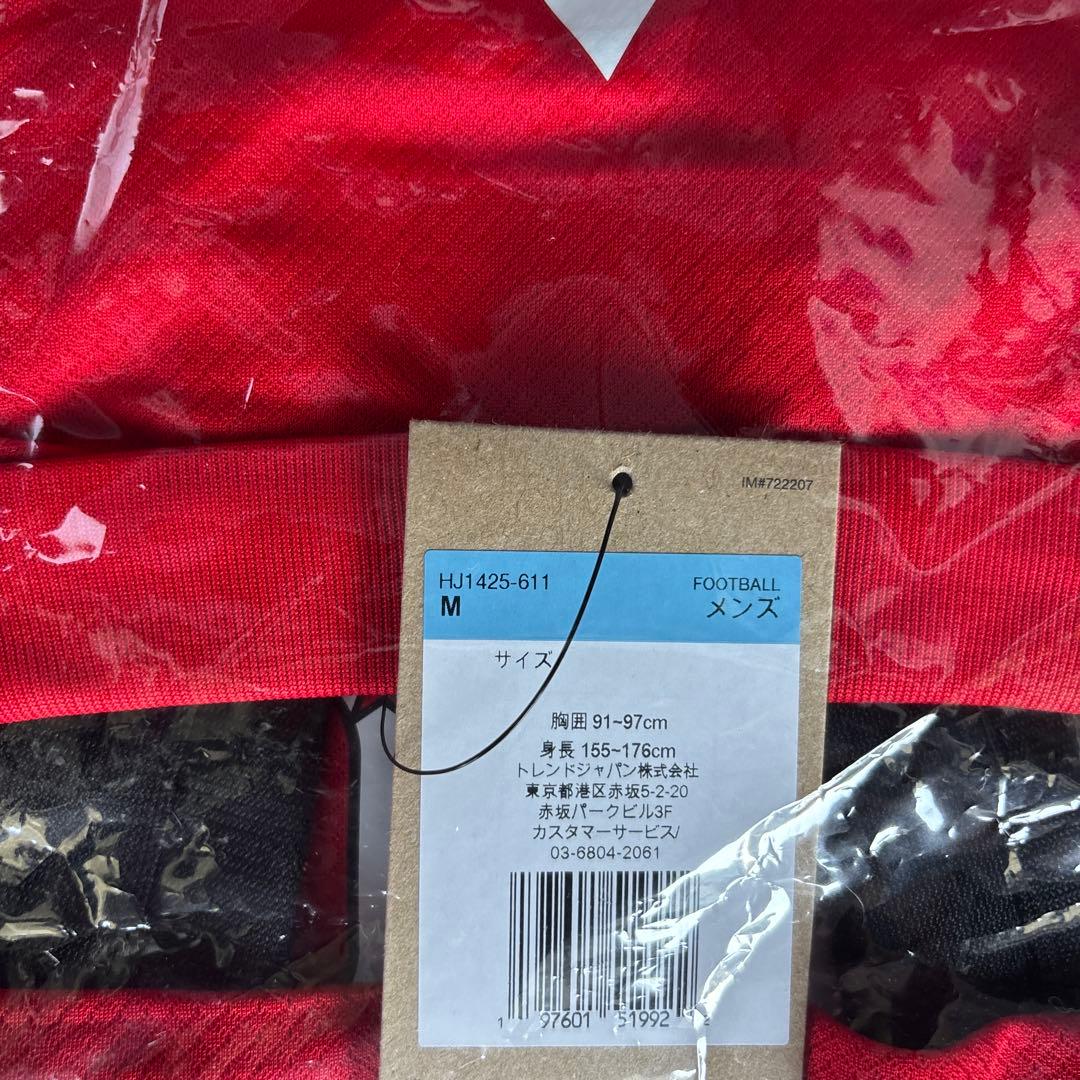 IM#722207
HJ1425-611
FOOTBALL
M
メンズ
サイズ
胸囲 91~97cm
身長 155~176cm
トレンドジャパン株式会社
東京都港区赤坂5-2-20
赤坂パークビル3F
カスタマーサービス/
03-6804-2061
1 97601 51992 2